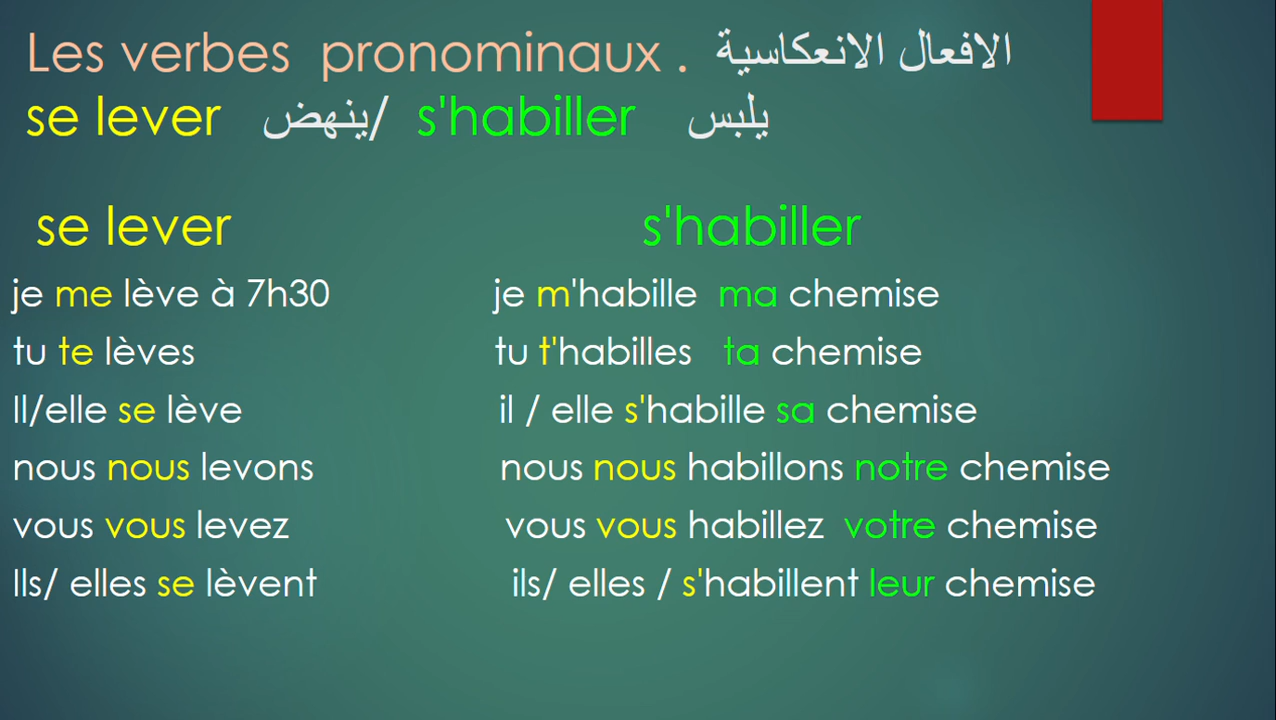 Les verbes pronominaux . الافعال الانعكاسية
se lever ينهض/ s'habiller يلبس
se lever s'habiller
je me lève à 7h30 je m'habille ma chemise
tu te lèves tu t'habilles ta chemise
Il/elle se lève il / elle s'habille sa chemise
nous nous levons nous nous habillons notre chemise
vous vous levez vous vous habillez votre chemise
Ils/ elles se lèvent ils/ elles / s'habillent leur chemise